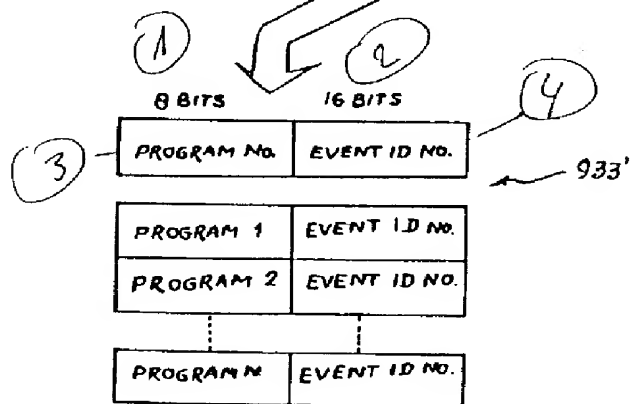 1 2
8 BITS 16 BITS
3 PROGRAM NO. EVENT ID NO. 4
933'
PROGRAM 1 EVENT I.D NO.
PROGRAM 2 EVENT ID NO.
PROGRAM N EVENT ID NO.